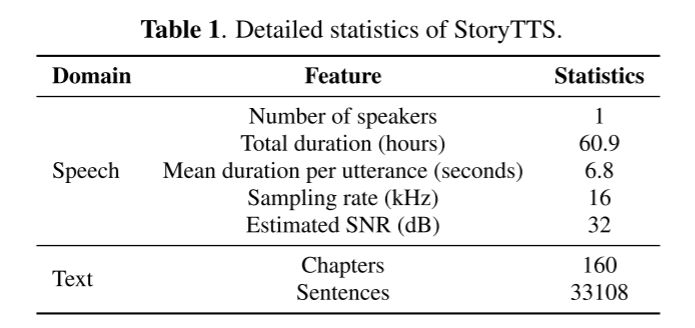 Table 1. Detailed statistics of StoryTTS.
Domain Feature Statistics
Number of speakers 1
Total duration (hours) 60.9
Speech Mean duration per utterance (seconds) 6.8
Sampling rate (kHz) 16
Estimated SNR (dB) 32
Text Chapters 160
Sentences 33108